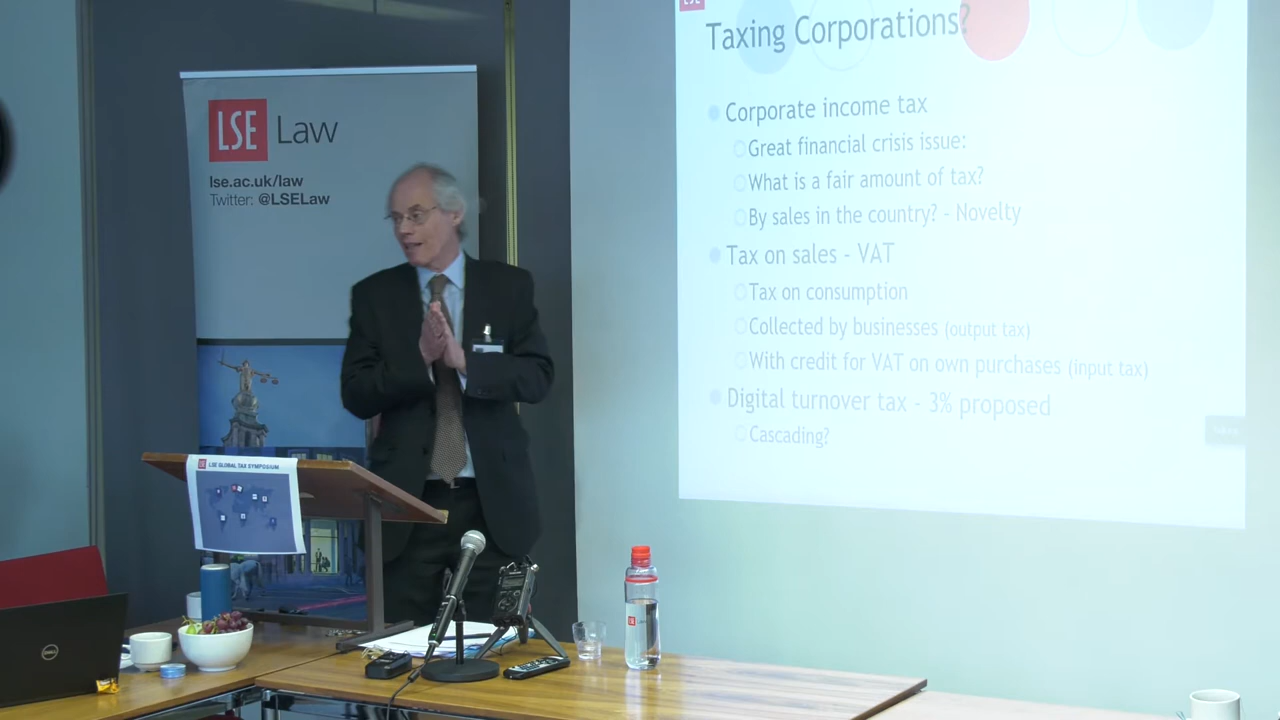 LSE Law
lse.ac.uk/law
Twitter: @LSELaw
LSE GLOBAL TAX SYMPOSIUM
DELL
LSE
Taxing Corporations?
Corporate income tax
Great financial crisis issue:
What is a fair amount of tax?
By sales in the country? - Novelty
Tax on sales - VAT
Tax on consumption
Collected by businesses (output tax)
With credit for VAT on own purchases (input tax)
Digital turnover tax - 3% proposed
Cascading?